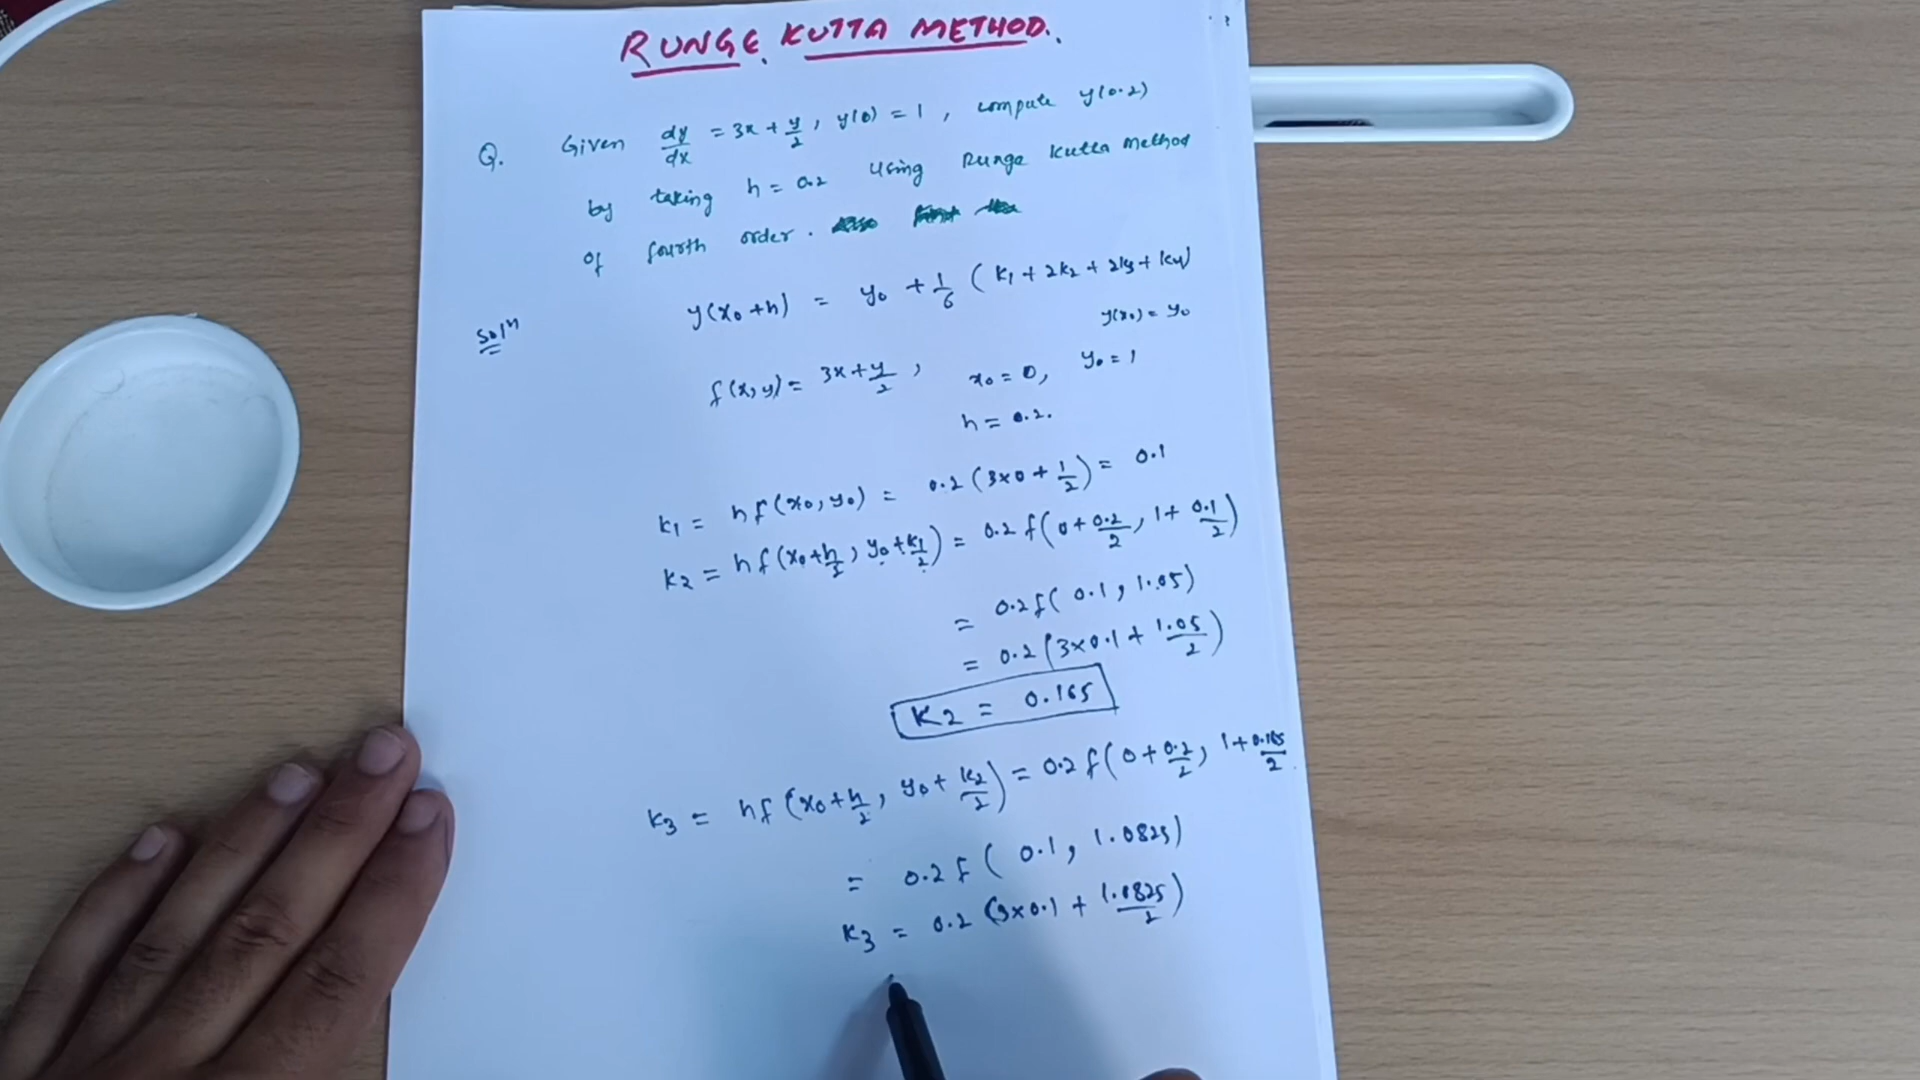 RUNGE KUTTA METHOD.
Q. Given dy/dx = 3x + y/2, y(0) = 1, compute y(0.2)
by taking h = 0.2 using Runge Kutta Method
of fourth order.
Solⁿ y(x₀+h) = y₀ + 1/6 (k₁ + 2k₂ + 2k₃ + k₄)
y(x₀) = y₀
f(x,y) = 3x + y/2, x₀ = 0, y₀ = 1
h = 0.2.
k₁ = hf(x₀, y₀) = 0.2 (3×0 + 1/2) = 0.1
k₂ = hf(x₀+h/2, y₀+k₁/2) = 0.2 f(0+0.2/2, 1+0.1/2)
= 0.2f(0.1, 1.05)
= 0.2(3×0.1 + 1.05/2)
K₂ = 0.165
k₃ = hf(x₀+h/2, y₀+k₂/2) = 0.2 f(0+0.2/2, 1+0.165/2)
= 0.2 f(0.1, 1.0825)
k₃ = 0.2 (3×0.1 + 1.0825/2)